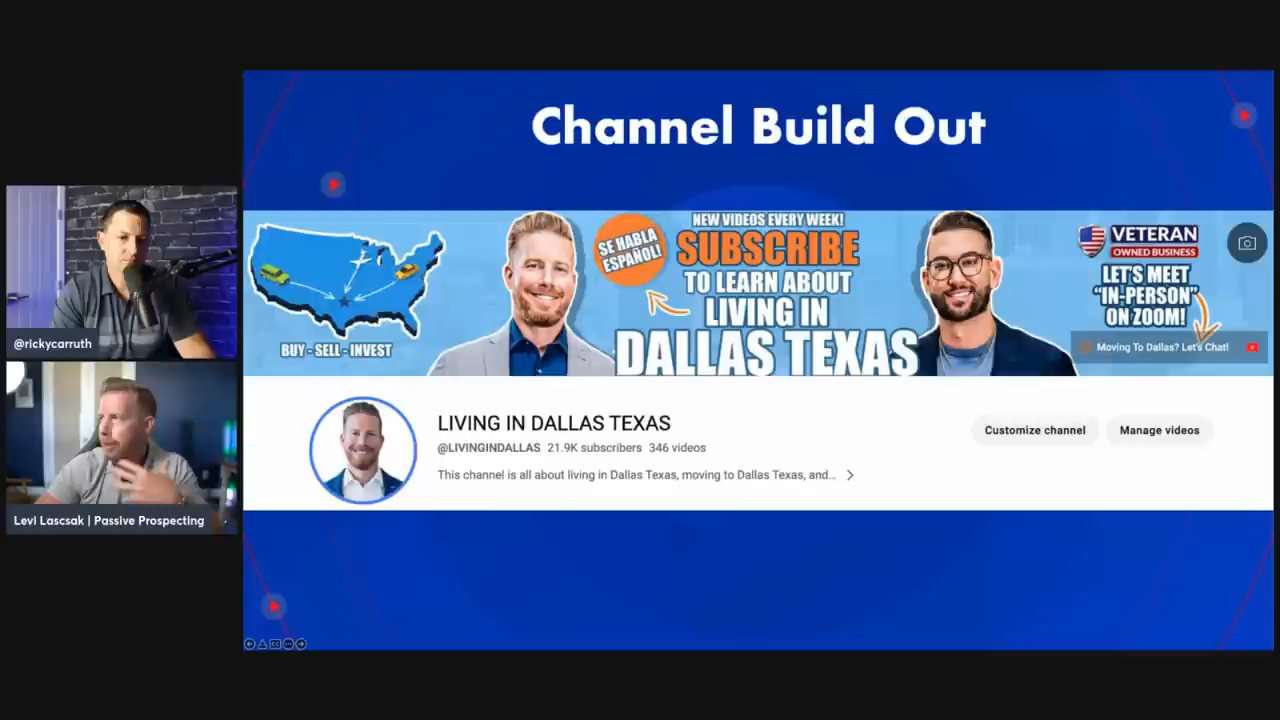 Channel Build Out
SE HABLA
ESPAÑOL!
NEW VIDEOS EVERY WEEK!
SUBSCRIBE
TO LEARN ABOUT
LIVING IN
DALLAS TEXAS
BUY - SELL - INVEST
VETERAN
OWNED BUSINESS
LET'S MEET
"IN-PERSON"
ON ZOOM!
Moving To Dallas? Let's Chat!
@rickycarruth
LIVING IN DALLAS TEXAS
@LIVINGINDALLAS 21.9K subscribers 346 videos
This channel is all about living in Dallas Texas, moving to Dallas Texas, and...
Customize channel
Manage videos
Levi Lascsak | Passive Prospecting